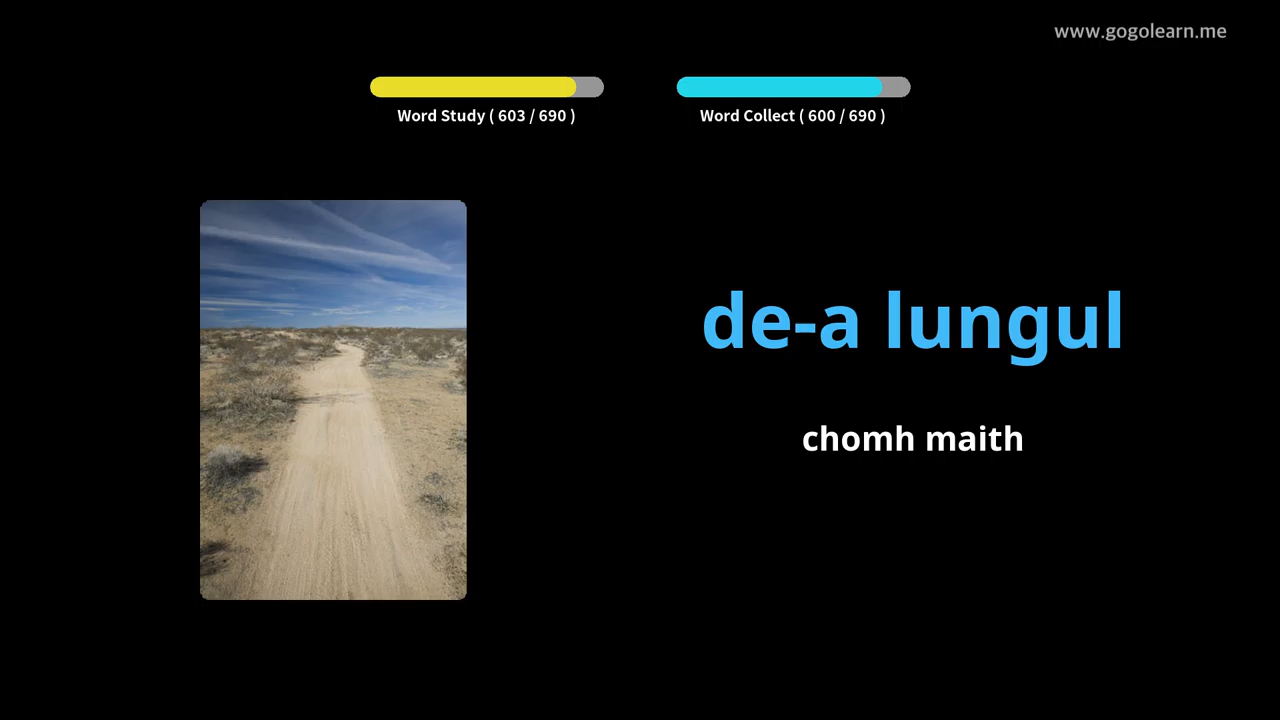 www.gogolearn.me
Word Study ( 603 / 690 )
Word Collect ( 600 / 690 )
de-a lungul
chomh maith